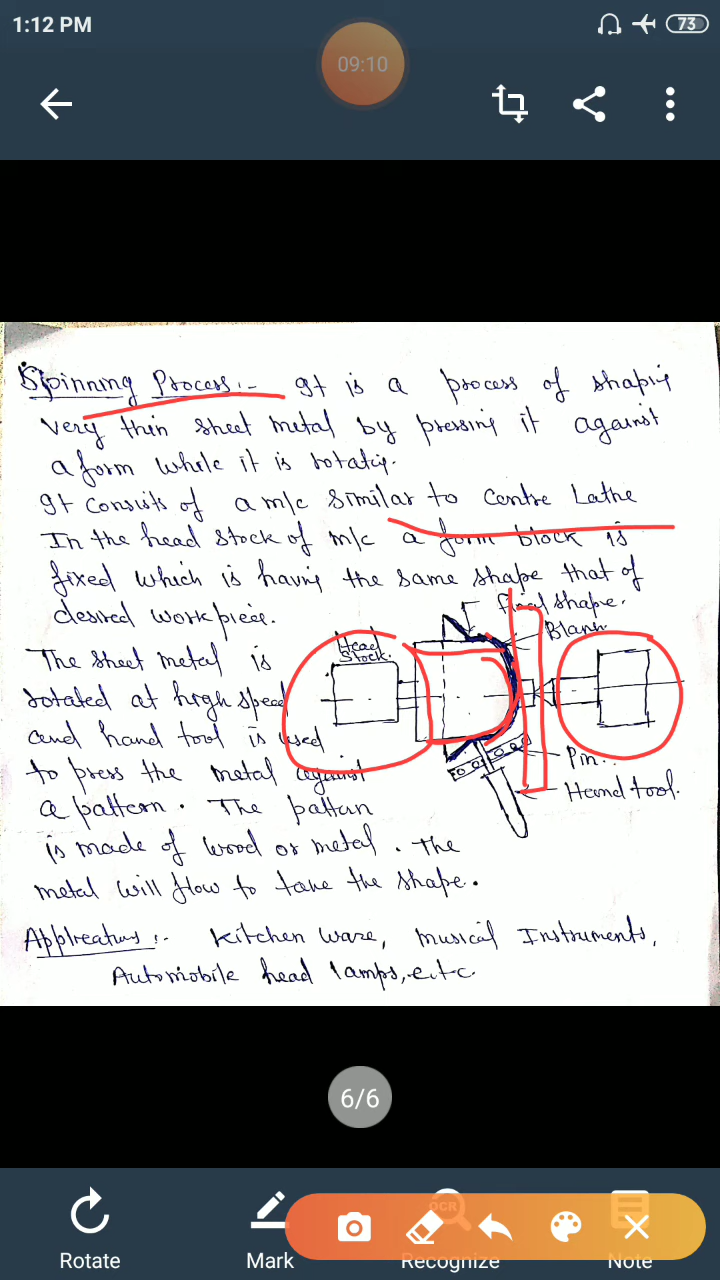 1:12 PM
73
09:10
Spinning Process :- It is a process of shaping
very thin sheet metal by pressing it against
a form while it is rotating.
It consists of a m/c Similar to Centre Lathe
In the head stock of m/c a form block is
fixed which is having the same shape that of
desired workpiece.
final shape.
Blank
Head
Stock.
The sheet metal is
rotated at high speed
and hand tool is used
to press the metal against
a pattern. The pattern
is made of wood or metal. The
metal will flow to take the shape.
Pin.
Hand tool.
Applications :- Kitchen ware, musical Instruments,
Automobile head lamps, etc.
6/6
OCR
Rotate
Mark
Recognize
Note